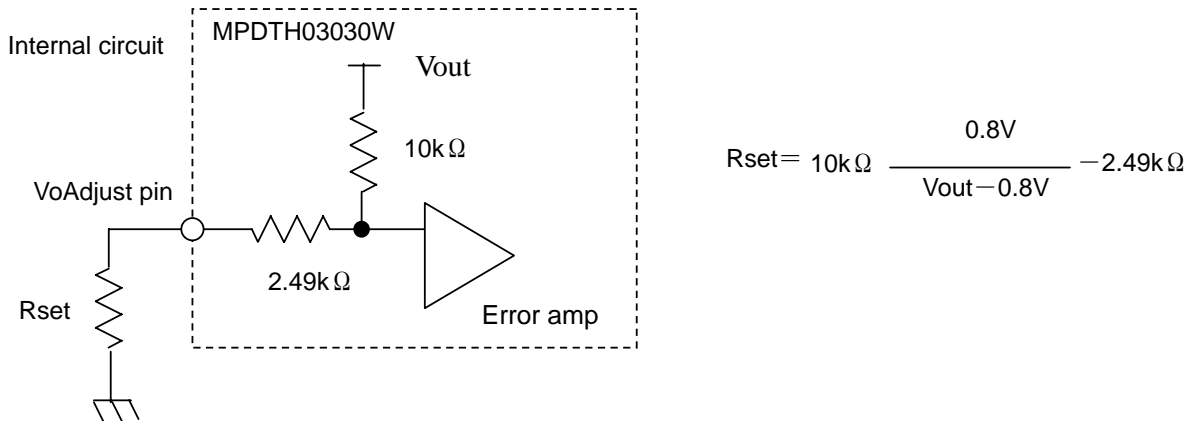 MPDTH03030W
Internal circuit
Vout
10kΩ
VoAdjust pin
2.49kΩ
Rset
Error amp
0.8V
Rset＝ 10kΩ －2.49kΩ
Vout－0.8V